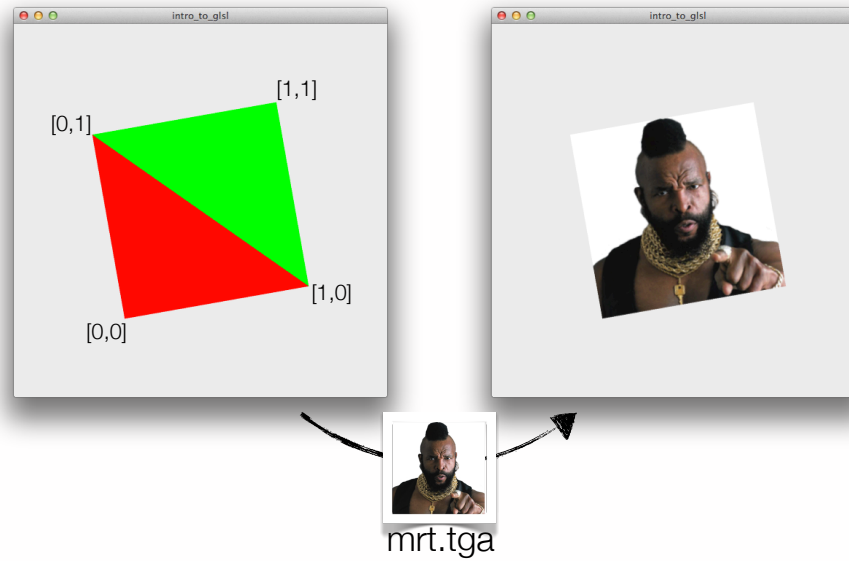 intro_to_glsl
intro_to_glsl
[1,1]
[0,1]
[1,0]
[0,0]
mrt.tga